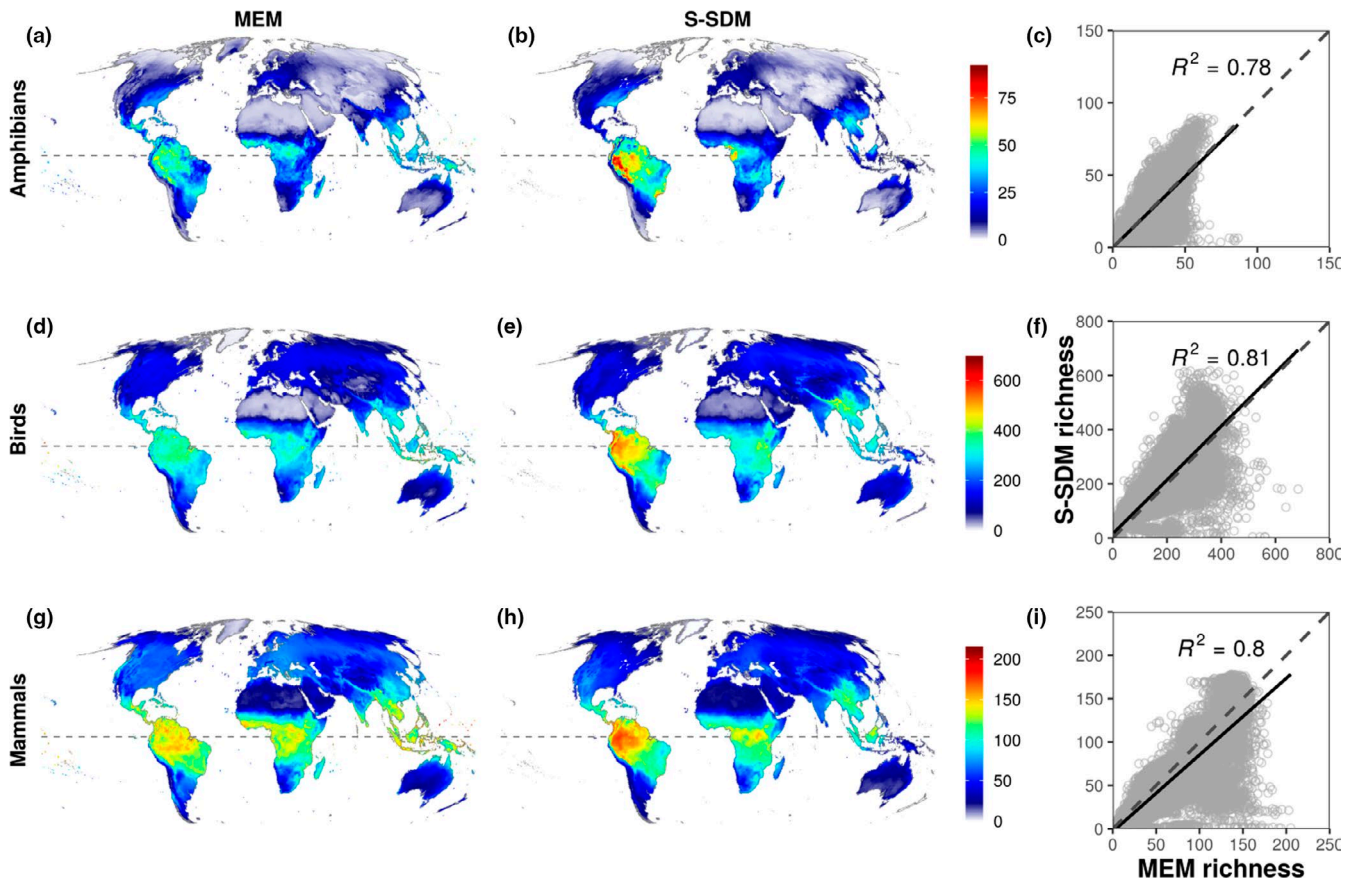 MEM
S-SDM
(a)
(b)
(c)
Amphibians
75
50
25
0
150
100
50
0
R² = 0.78
0
50
100
150
(d)
(e)
(f)
Birds
600
400
200
0
S-SDM richness
800
600
400
200
0
R² = 0.81
0
200
400
600
800
(g)
(h)
(i)
Mammals
200
150
100
50
0
250
200
150
100
50
0
R² = 0.8
0
50
100
150
200
250
MEM richness